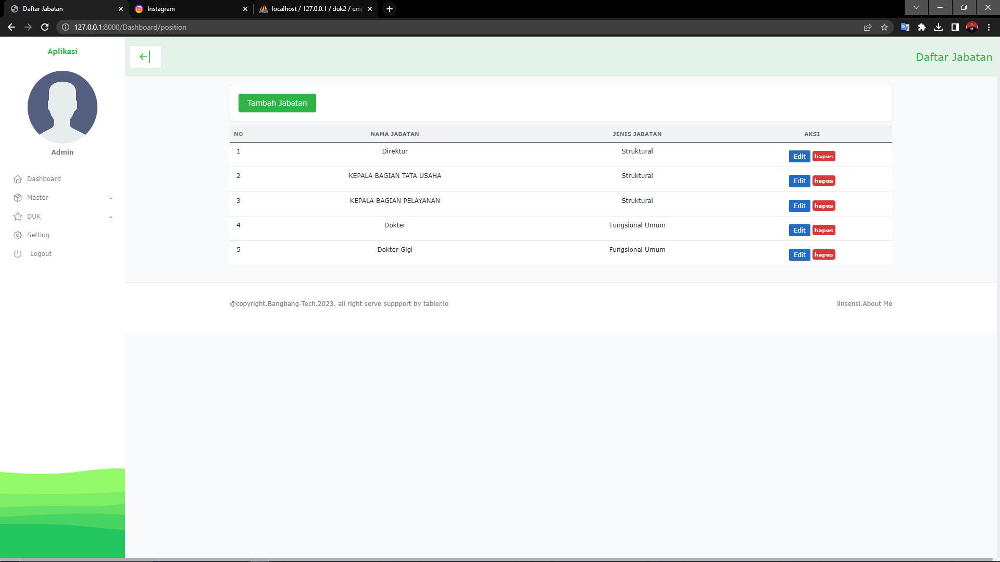 Daftar Jabatan
Instagram
localhost / 127.0.0.1 / duk2 / emp
127.0.0.1:8000/Dashboard/position
Aplikasi
Daftar Jabatan
Tambah Jabatan
Admin
Dashboard
Master
DUK
Setting
Logout
NO NAMA JABATAN JENIS JABATAN AKSI
1 Direktur Struktural Edit hapus
2 KEPALA BAGIAN TATA USAHA Struktural Edit hapus
3 KEPALA BAGIAN PELAYANAN Struktural Edit hapus
4 Dokter Fungsional Umum Edit hapus
5 Dokter Gigi Fungsional Umum Edit hapus
@copyright.Bangbang-Tech.2023. all right serve suppport by tabler.io
linsensi.About Me